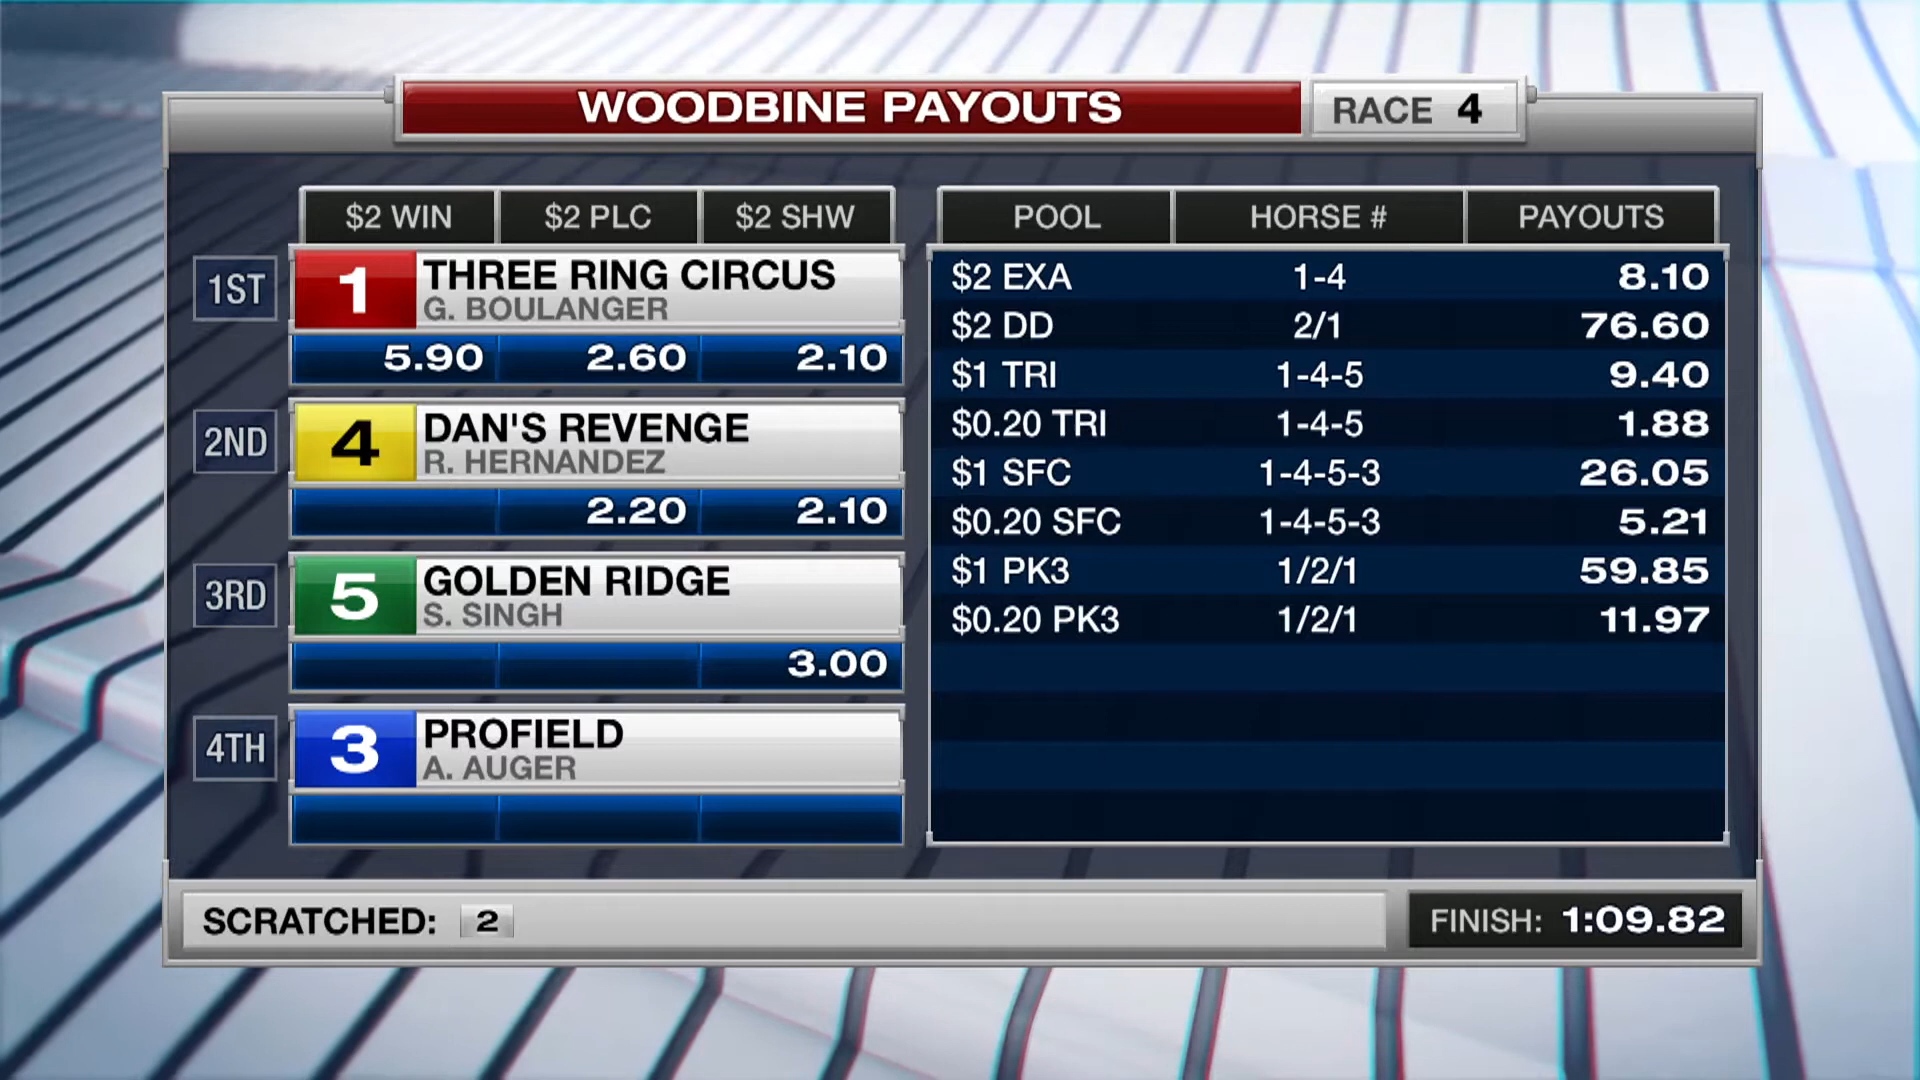 WOODBINE PAYOUTS RACE 4
$2 WIN $2 PLC $2 SHW
1ST 1 THREE RING CIRCUS
G. BOULANGER
5.90 2.60 2.10
2ND 4 DAN'S REVENGE
R. HERNANDEZ
2.20 2.10
3RD 5 GOLDEN RIDGE
S. SINGH
3.00
4TH 3 PROFIELD
A. AUGER
POOL HORSE # PAYOUTS
$2 EXA 1-4 8.10
$2 DD 2/1 76.60
$1 TRI 1-4-5 9.40
$0.20 TRI 1-4-5 1.88
$1 SFC 1-4-5-3 26.05
$0.20 SFC 1-4-5-3 5.21
$1 PK3 1/2/1 59.85
$0.20 PK3 1/2/1 11.97
SCRATCHED: 2
FINISH: 1:09.82